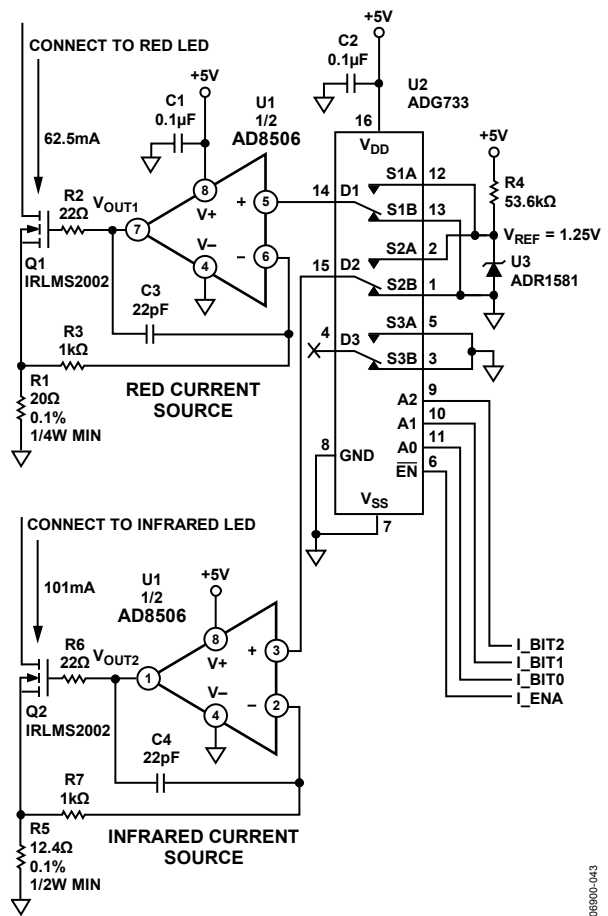 CONNECT TO RED LED
62.5mA
+5V
C1
0.1µF
U1
1/2
AD8506
C2
0.1µF
+5V
U2
ADG733
16
VDD
+5V
R4
53.6kΩ
VREF = 1.25V
U3
ADR1581
R2
22Ω
VOUT1
7
8
V+
V–
4
+
5
–
6
Q1
IRLMS2002
C3
22pF
R3
1kΩ
R1
20Ω
0.1%
1/4W MIN
RED CURRENT
SOURCE
14
D1
S1A
12
S1B
13
S2A
2
15
D2
S2B
1
S3A
5
4
D3
S3B
3
A2
9
A1
10
A0
11
EN
6
8
GND
VSS
7
CONNECT TO INFRARED LED
101mA
U1
1/2
AD8506
+5V
R6
22Ω
VOUT2
1
8
V+
V–
4
+
3
–
2
Q2
IRLMS2002
C4
22pF
R7
1kΩ
R5
12.4Ω
0.1%
1/2W MIN
INFRARED CURRENT
SOURCE
I_BIT2
I_BIT1
I_BIT0
I_ENA
06900-043